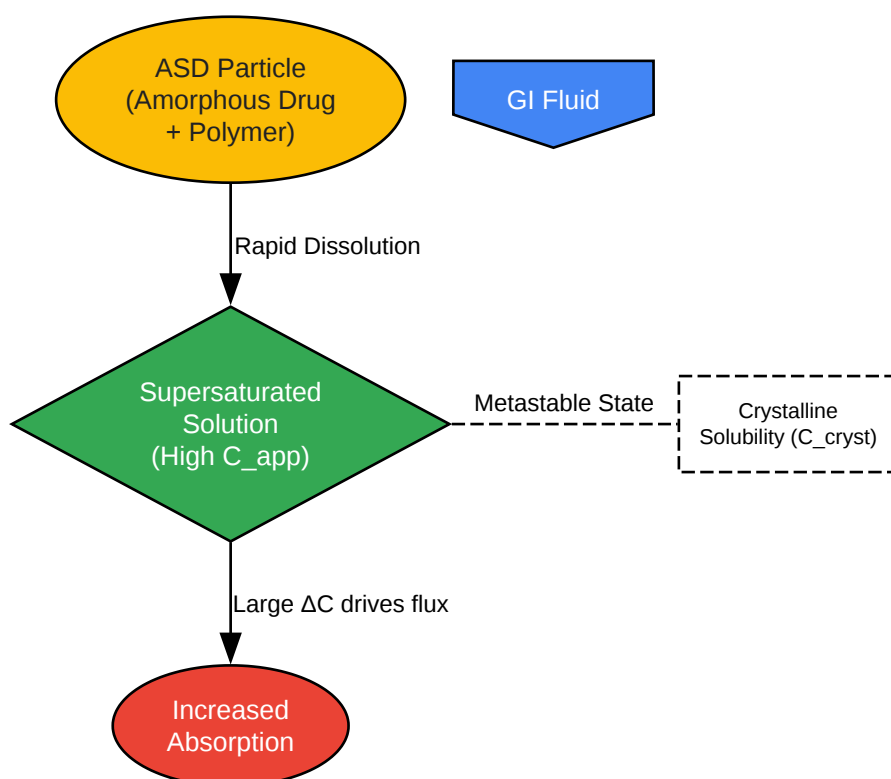 ASD Particle
(Amorphous Drug
+ Polymer)
GI Fluid
Rapid Dissolution
Supersaturated
Solution
(High C_app)
Metastable State
Crystalline
Solubility (C_cryst)
Large ΔC drives flux
Increased
Absorption